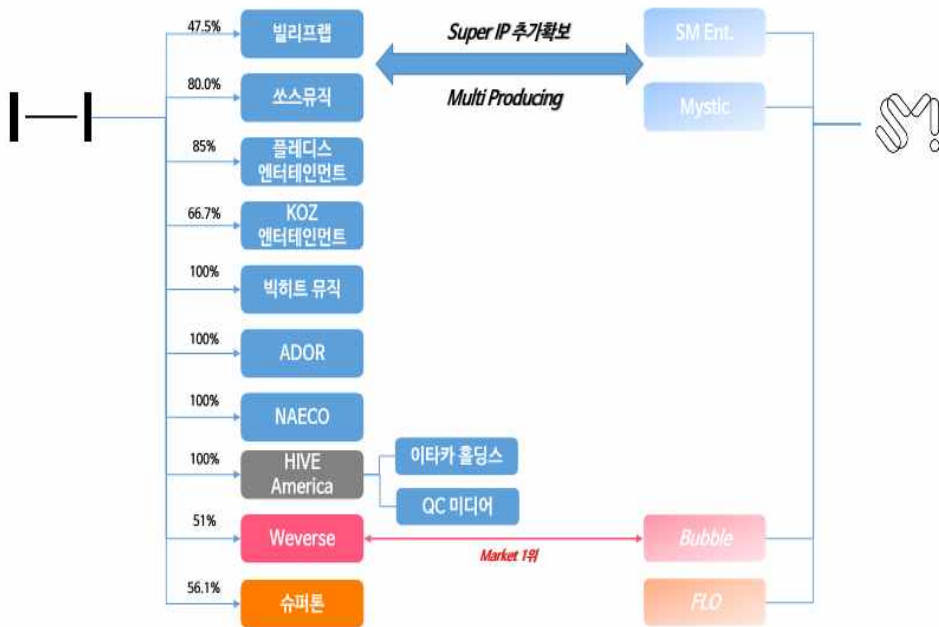 47.5%
빌리프랩
Super IP 추가확보
SM Ent.
80.0%
쏘스뮤직
Multi Producing
Mystic
85%
플레디스
엔터테인먼트
66.7%
KOZ
엔터테인먼트
100%
빅히트 뮤직
100%
ADOR
100%
NAECO
100%
HIVE
America
이타카 홀딩스
QC 미디어
51%
Weverse
Market 1위
Bubble
56.1%
슈퍼톤
FLO
SM!